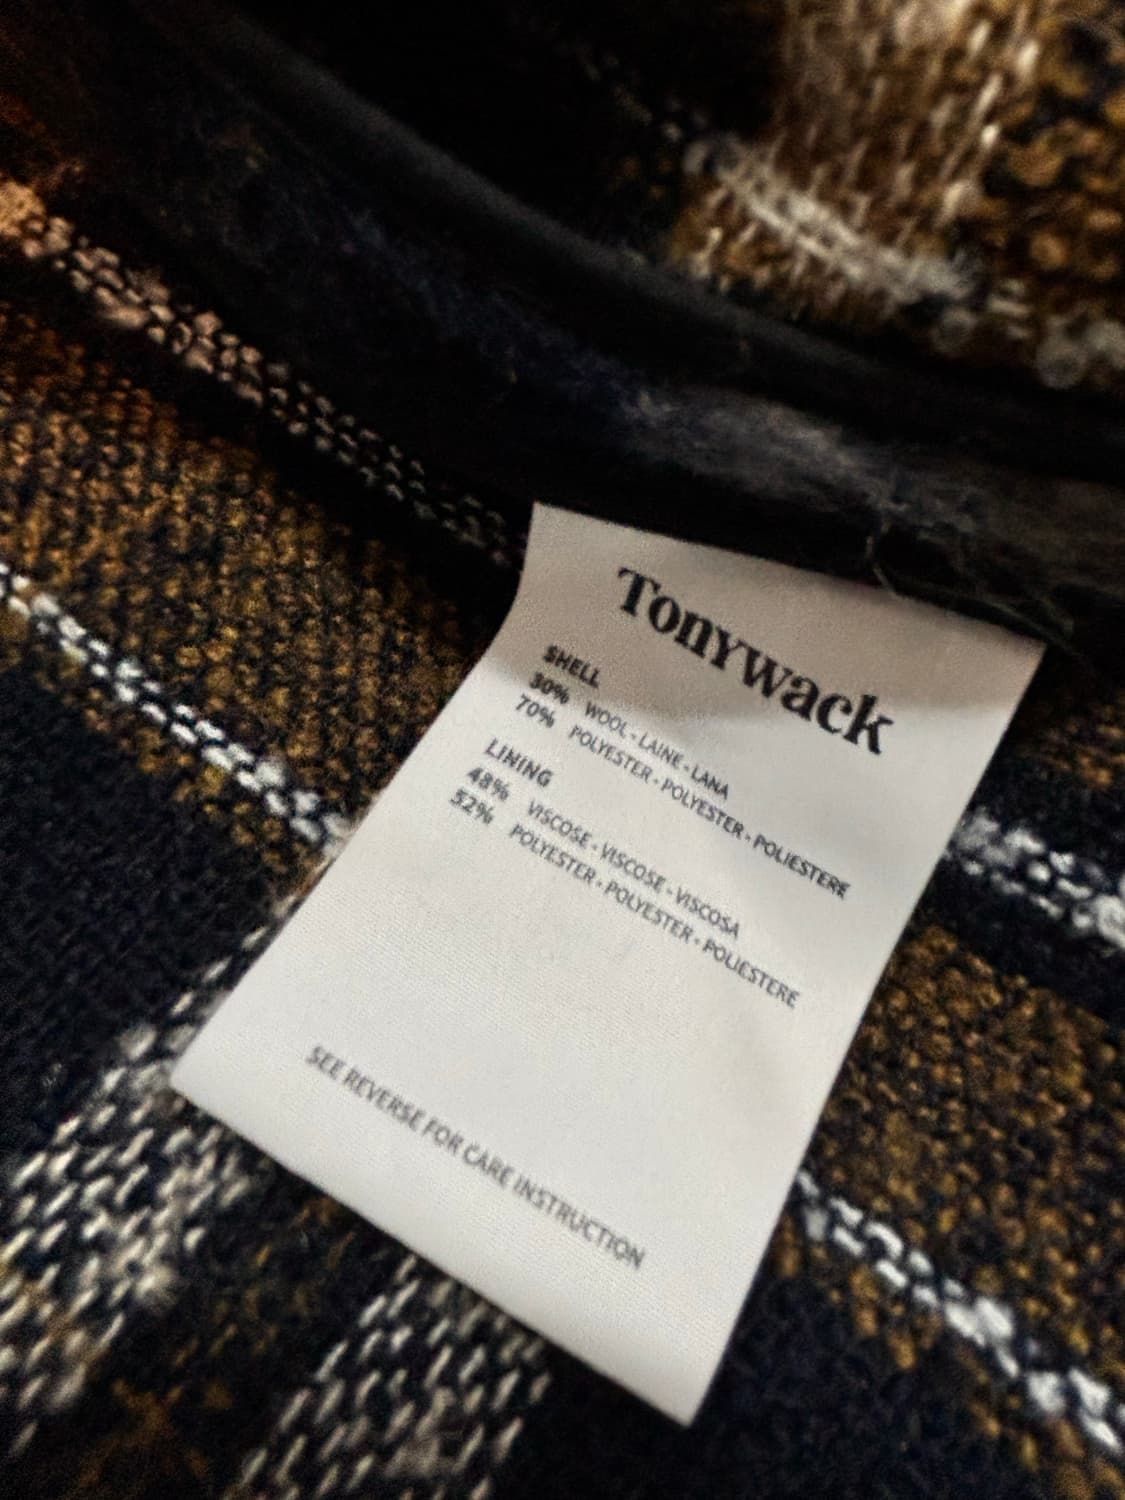 Tonywack
SHELL
30% WOOL - LAINE - LANA
70% POLYESTER - POLYESTER - POLIESTERE
LINING
48% VISCOSE - VISCOSE - VISCOSA
52% POLYESTER - POLYESTER - POLIESTERE
SEE REVERSE FOR CARE INSTRUCTION